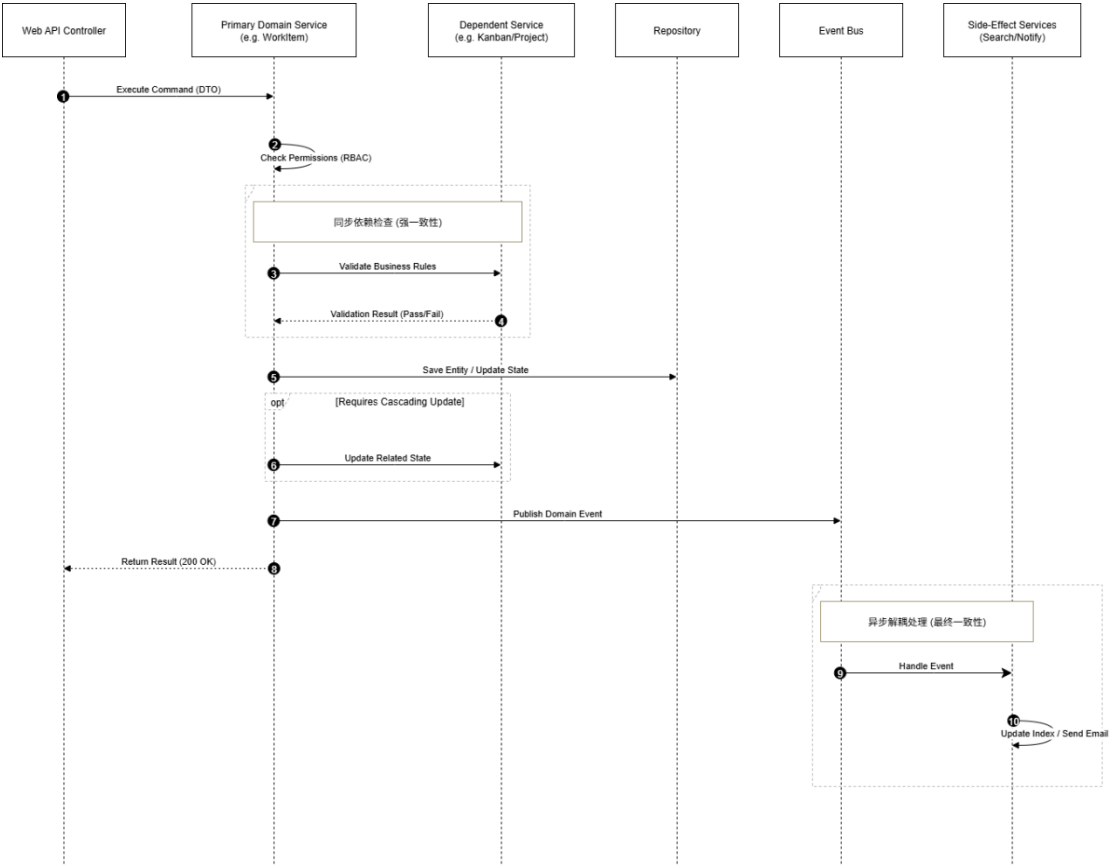 Web API Controller
Primary Domain Service
(e.g. WorkItem)
Dependent Service
(e.g. Kanban/Project)
Repository
Event Bus
Side-Effect Services
(Search/Notify)
1
Execute Command (DTO)
2
Check Permissions (RBAC)
同步依赖检查 (强一致性)
3
Validate Business Rules
Validation Result (Pass/Fail)
4
5
Save Entity / Update State
opt
[Requires Cascading Update]
6
Update Related State
7
Publish Domain Event
Return Result (200 OK)
8
异步解耦处理 (最终一致性)
9
Handle Event
10
Update Index / Send Email